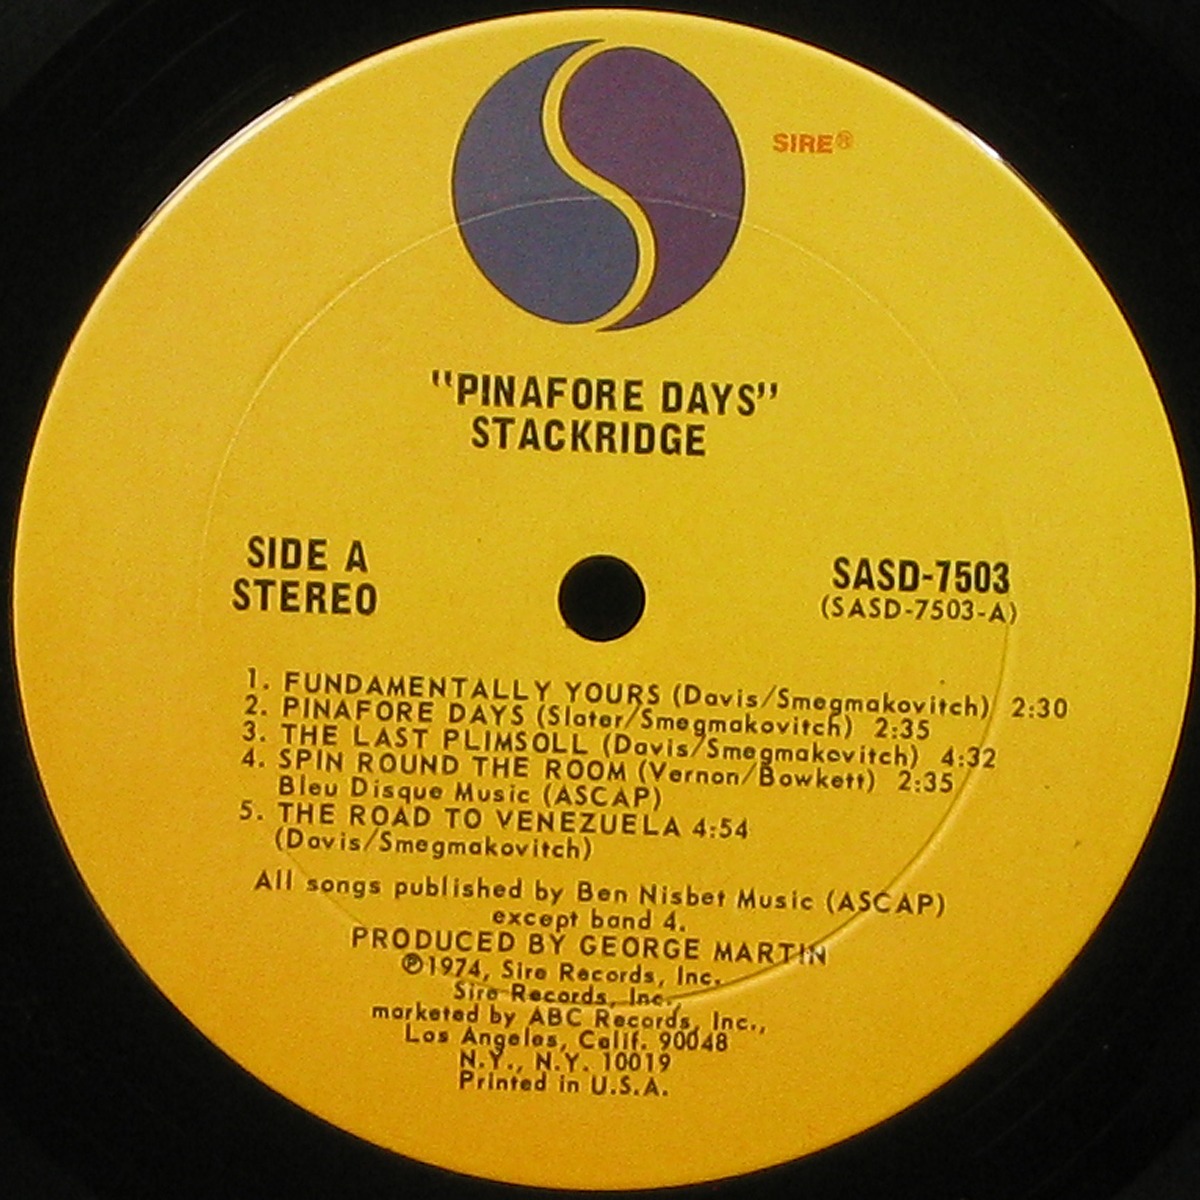 SIRE®
"PINAFORE DAYS"
STACKRIDGE
SIDE A
STEREO
SASD-7503
(SASD-7503-A)
1. FUNDAMENTALLY YOURS (Davis/Smegmakovitch) 2:30
2. PINAFORE DAYS (Slater/Smegmakovitch) 2:35
3. THE LAST PLIMSOLL (Davis/Smegmakovitch) 4:32
4. SPIN ROUND THE ROOM (Vernon/Bowkett) 2:35
Bleu Disque Music (ASCAP)
5. THE ROAD TO VENEZUELA 4:54
(Davis/Smegmakovitch)
All songs published by Ben Nisbet Music (ASCAP)
except band 4.
PRODUCED BY GEORGE MARTIN
℗1974, Sire Records, Inc.
Sire Records, Inc.,
marketed by ABC Records, Inc.,
Los Angeles, Calif. 90048
N.Y., N.Y. 10019
Printed in U.S.A.